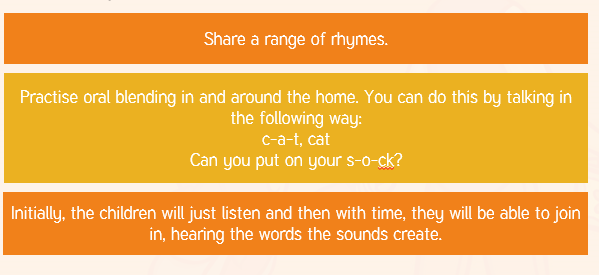 Share a range of rhymes.
Practise oral blending in and around the home. You can do this by talking in
the following way:
c-a-t, cat
Can you put on your s-o-ck?
Initially, the children will just listen and then with time, they will be able to join
in, hearing the words the sounds create.